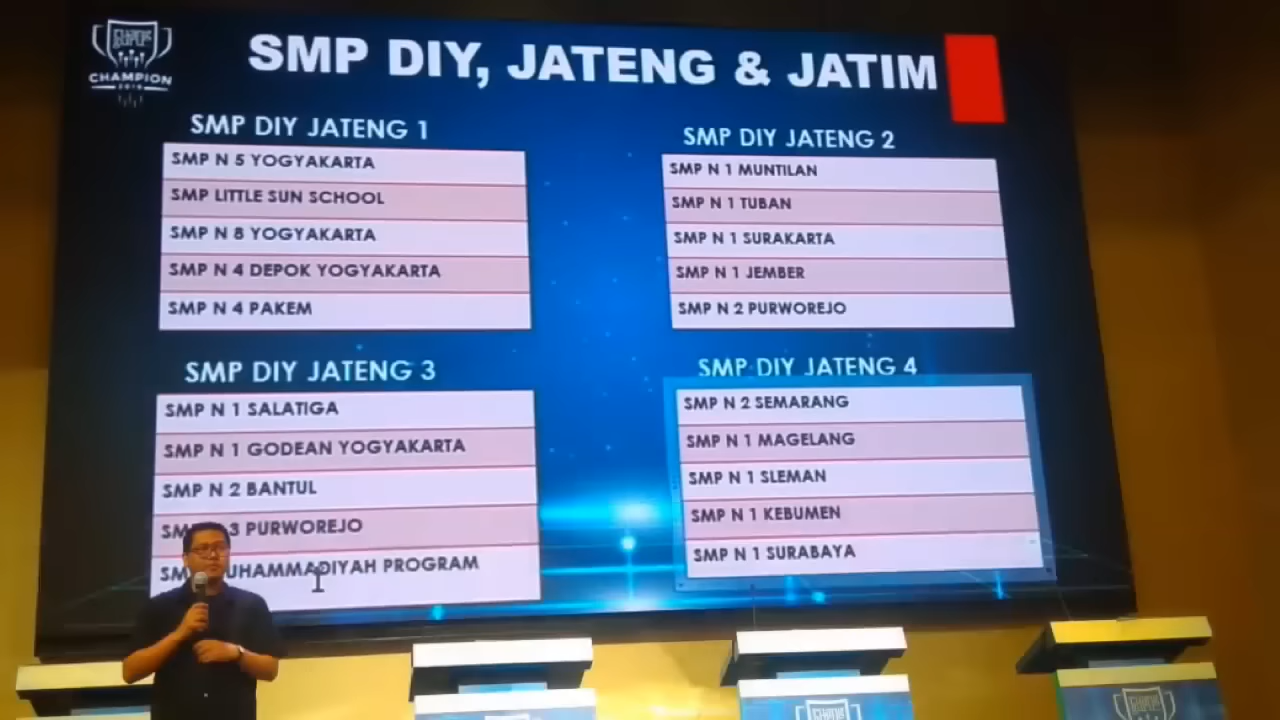 CHAMPION
SMP DIY, JATENG & JATIM
SMP DIY JATENG 1
SMP N 5 YOGYAKARTA
SMP LITTLE SUN SCHOOL
SMP N 8 YOGYAKARTA
SMP N 4 DEPOK YOGYAKARTA
SMP N 4 PAKEM
SMP DIY JATENG 2
SMP N 1 MUNTILAN
SMP N 1 TUBAN
SMP N 1 SURAKARTA
SMP N 1 JEMBER
SMP N 2 PURWOREJO
SMP DIY JATENG 3
SMP N 1 SALATIGA
SMP N 1 GODEAN YOGYAKARTA
SMP N 2 BANTUL
3 PURWOREJO
PROGRAM
SMP DIY JATENG 4
SMP N 2 SEMARANG
SMP N 1 MAGELANG
SMP N 1 SLEMAN
SMP N 1 KEBUMEN
SMP N 1 SURABAYA